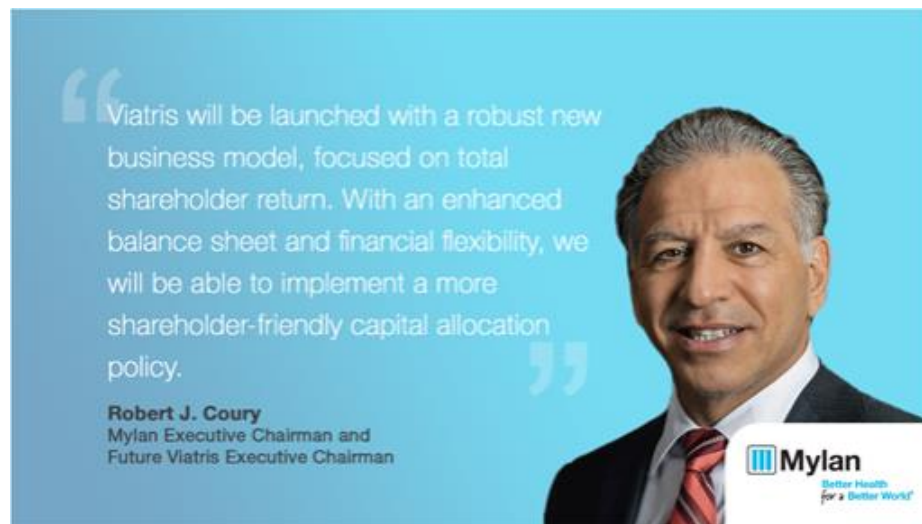 Viatris will be launched with a robust new
business model, focused on total
shareholder return. With an enhanced
balance sheet and financial flexibility, we
will be able to implement a more
shareholder-friendly capital allocation
policy.
Robert J. Coury
Mylan Executive Chairman and
Future Viatris Executive Chairman
Mylan
Better Health
for a Better World®